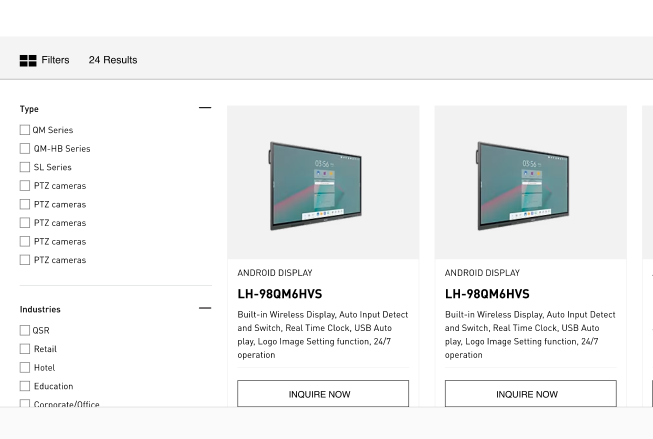 Filters 24 Results
Type
QM Series
QM-HB Series
SL Series
PTZ cameras
PTZ cameras
PTZ cameras
PTZ cameras
PTZ cameras
Industries
QSR
Retail
Hotel
Education
Corporate/Office
03:56
ANDROID DISPLAY
LH-98QM6HVS
Built-in Wireless Display, Auto Input Detect
and Switch, Real Time Clock, USB Auto
play, Logo Image Setting function, 24/7
operation
INQUIRE NOW
03:56
ANDROID DISPLAY
LH-98QM6HVS
Built-in Wireless Display, Auto Input Detect
and Switch, Real Time Clock, USB Auto
play, Logo Image Setting function, 24/7
operation
INQUIRE NOW